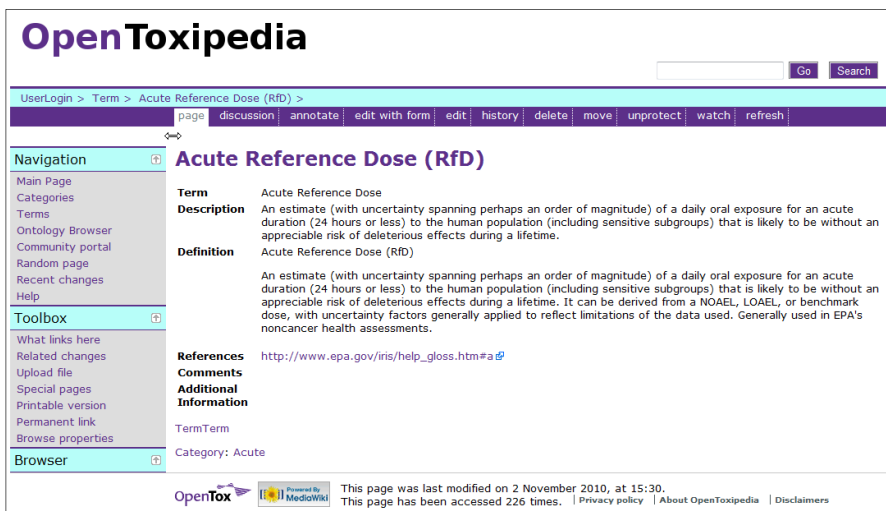 OpenToxipedia
Go Search
UserLogin > Term > Acute Reference Dose (RfD) >
page discussion annotate edit with form edit history delete move unprotect watch refresh
Navigation
Main Page
Categories
Terms
Ontology Browser
Community portal
Random page
Recent changes
Help
Toolbox
What links here
Related changes
Upload file
Special pages
Printable version
Permanent link
Browse properties
Browser
Acute Reference Dose (RfD)
Term Acute Reference Dose
Description An estimate (with uncertainty spanning perhaps an order of magnitude) of a daily oral exposure for an acute
duration (24 hours or less) to the human population (including sensitive subgroups) that is likely to be without an
appreciable risk of deleterious effects during a lifetime.
Definition Acute Reference Dose (RfD)
An estimate (with uncertainty spanning perhaps an order of magnitude) of a daily oral exposure for an acute
duration (24 hours or less) to the human population (including sensitive subgroups) that is likely to be without an
appreciable risk of deleterious effects during a lifetime. It can be derived from a NOAEL, LOAEL, or benchmark
dose, with uncertainty factors generally applied to reflect limitations of the data used. Generally used in EPA's
noncancer health assessments.
References http://www.epa.gov/iris/help_gloss.htm#a
Comments
Additional
Information
TermTerm
Category: Acute
OpenTox
Powered By
MediaWiki
This page was last modified on 2 November 2010, at 15:30.
This page has been accessed 226 times. | Privacy policy | About OpenToxipedia | Disclaimers